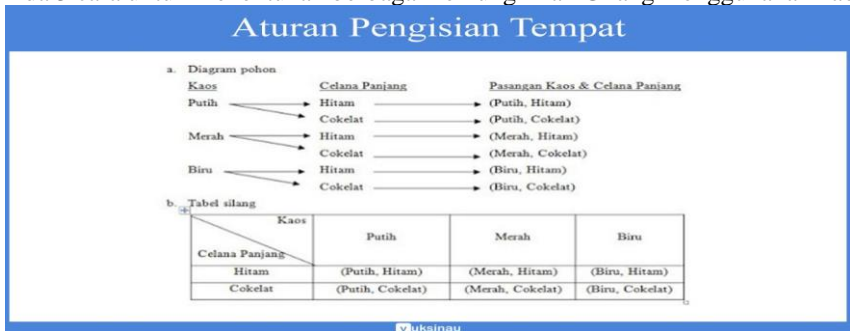 Aturan Pengisian Tempat
a. Diagram pohon
Kaos Celana Panjang Pasangan Kaos & Celana Panjang
Putih Hitam (Putih, Hitam)
Cokelat (Putih, Cokelat)
Merah Hitam (Merah, Hitam)
Cokelat (Merah, Cokelat)
Biru Hitam (Biru, Hitam)
Cokelat (Biru, Cokelat)
b. Tabel silang
Kaos
Putih Merah Biru
Celana Panjang
Hitam (Putih, Hitam) (Merah, Hitam) (Biru, Hitam)
Cokelat (Putih, Cokelat) (Merah, Cokelat) (Biru, Cokelat)
yuksinau